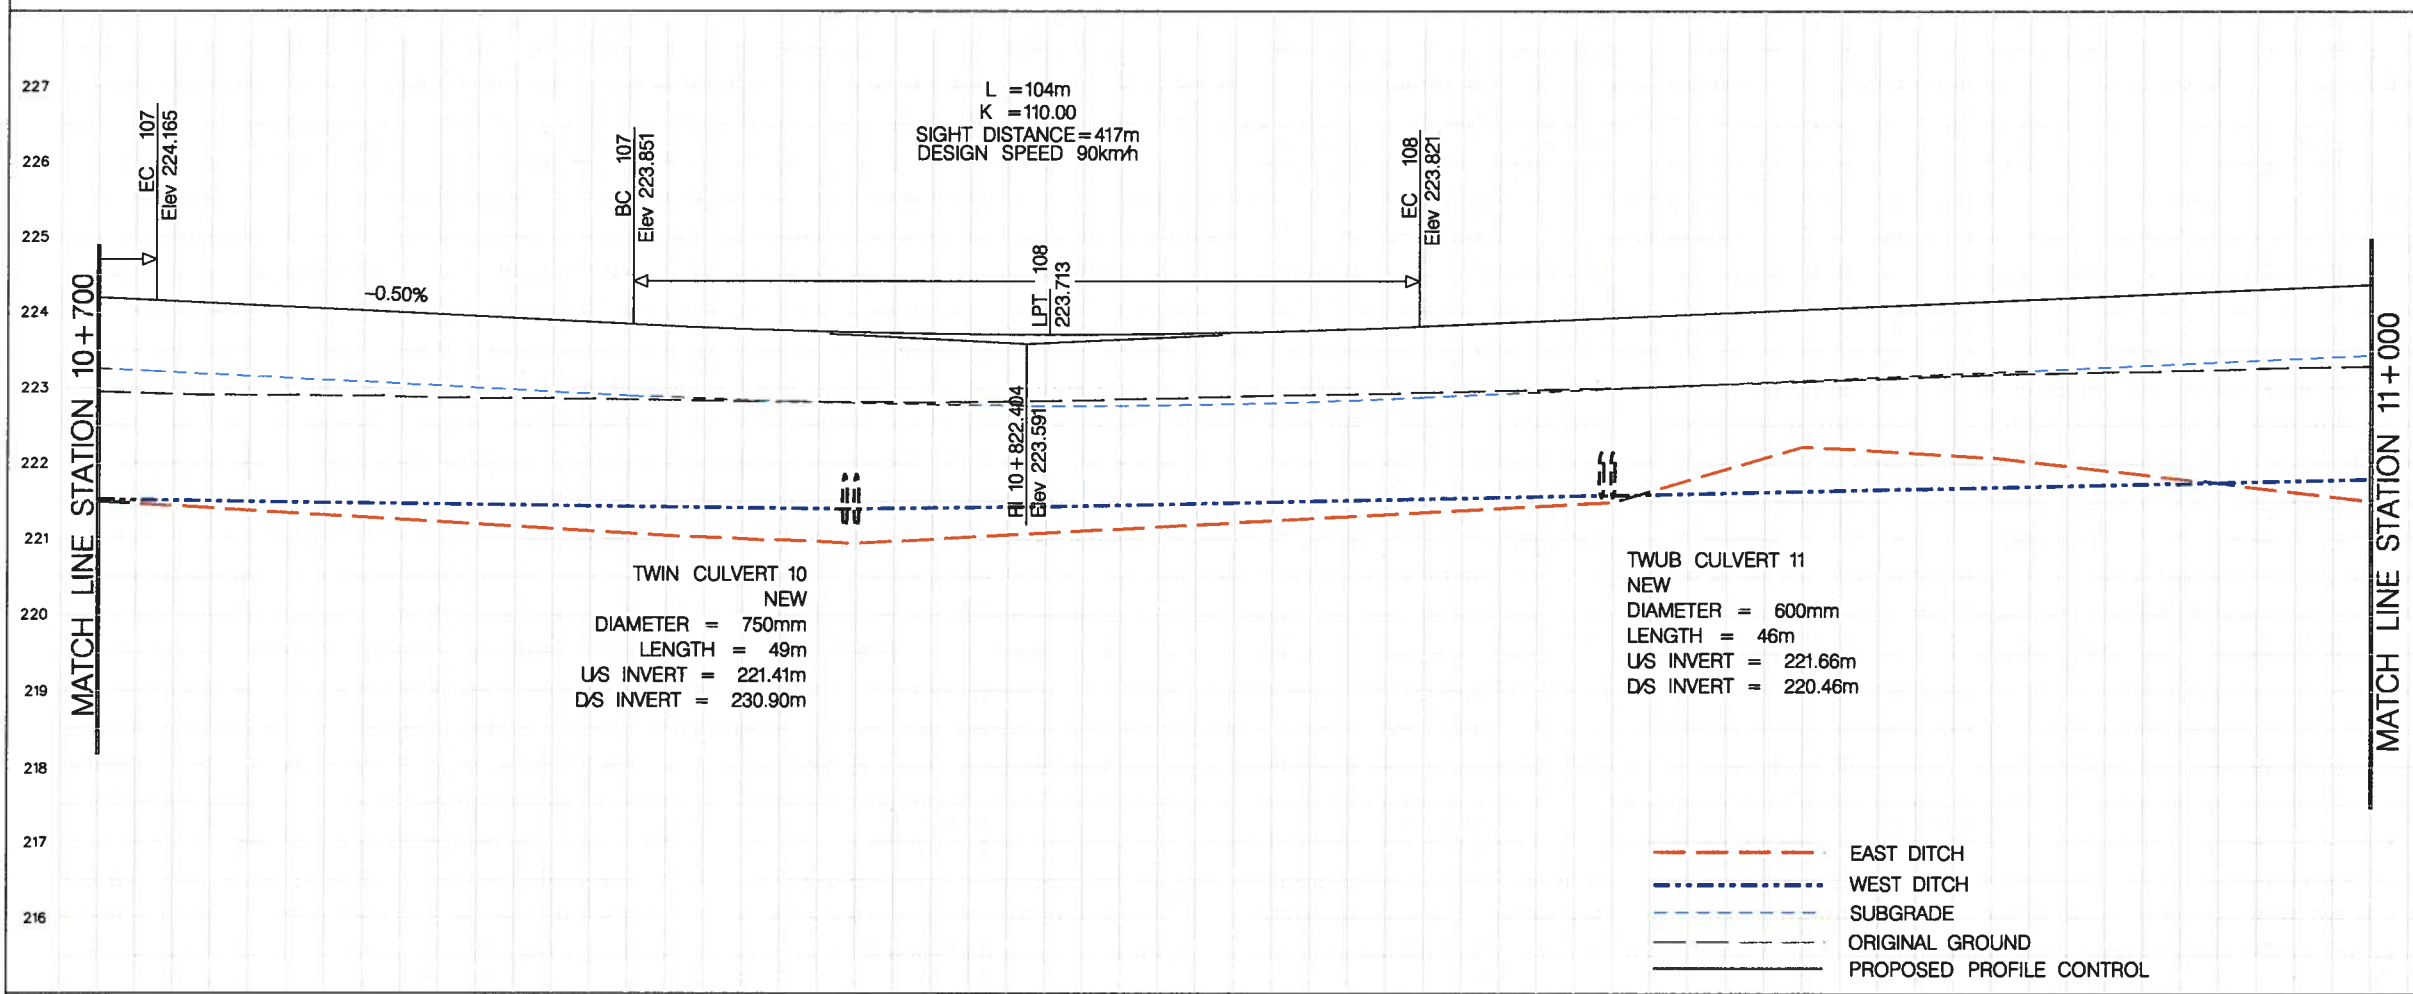 227
226
225
224
223
222
221
220
219
218
217
216
MATCH LINE STATION 10+700
EC 107
Elev 224.165
-0.50%
BC 107
Elev 223.851
L =104m
K =110.00
SIGHT DISTANCE=417m
DESIGN SPEED 90km/h
LPT 108
223.713
PI 10+822.404
Elev 223.591
EC 108
Elev 223.821
TWIN CULVERT 10
NEW
DIAMETER = 750mm
LENGTH = 49m
U/S INVERT = 221.41m
D/S INVERT = 230.90m
TWUB CULVERT 11
NEW
DIAMETER = 600mm
LENGTH = 46m
U/S INVERT = 221.66m
D/S INVERT = 220.46m
MATCH LINE STATION 11+000
EAST DITCH
WEST DITCH
SUBGRADE
ORIGINAL GROUND
PROPOSED PROFILE CONTROL